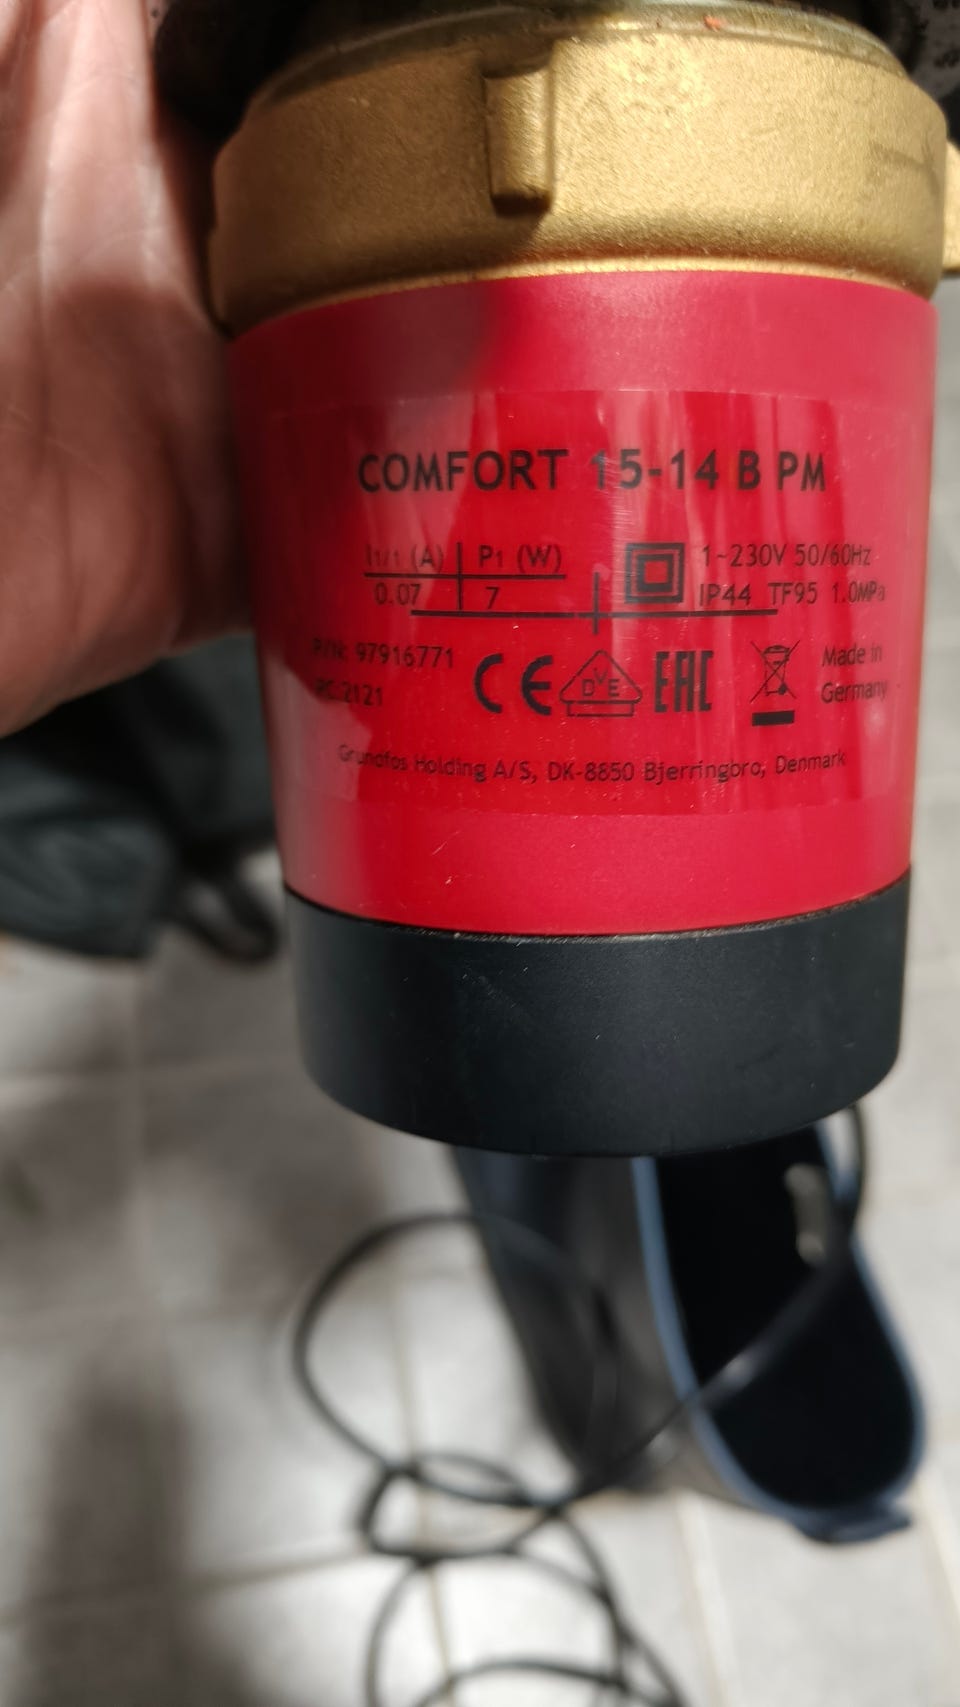 COMFORT 15-14 B PM
I1/1 (A) P1 (W)
0.07 7
1~230V 50/60Hz
IP44 TF95 1.0MPa
P/N: 97916771
PC:2121
CE DVE EAC
Made in
Germany
Grundfos Holding A/S, DK-8850 Bjerringbro, Denmark